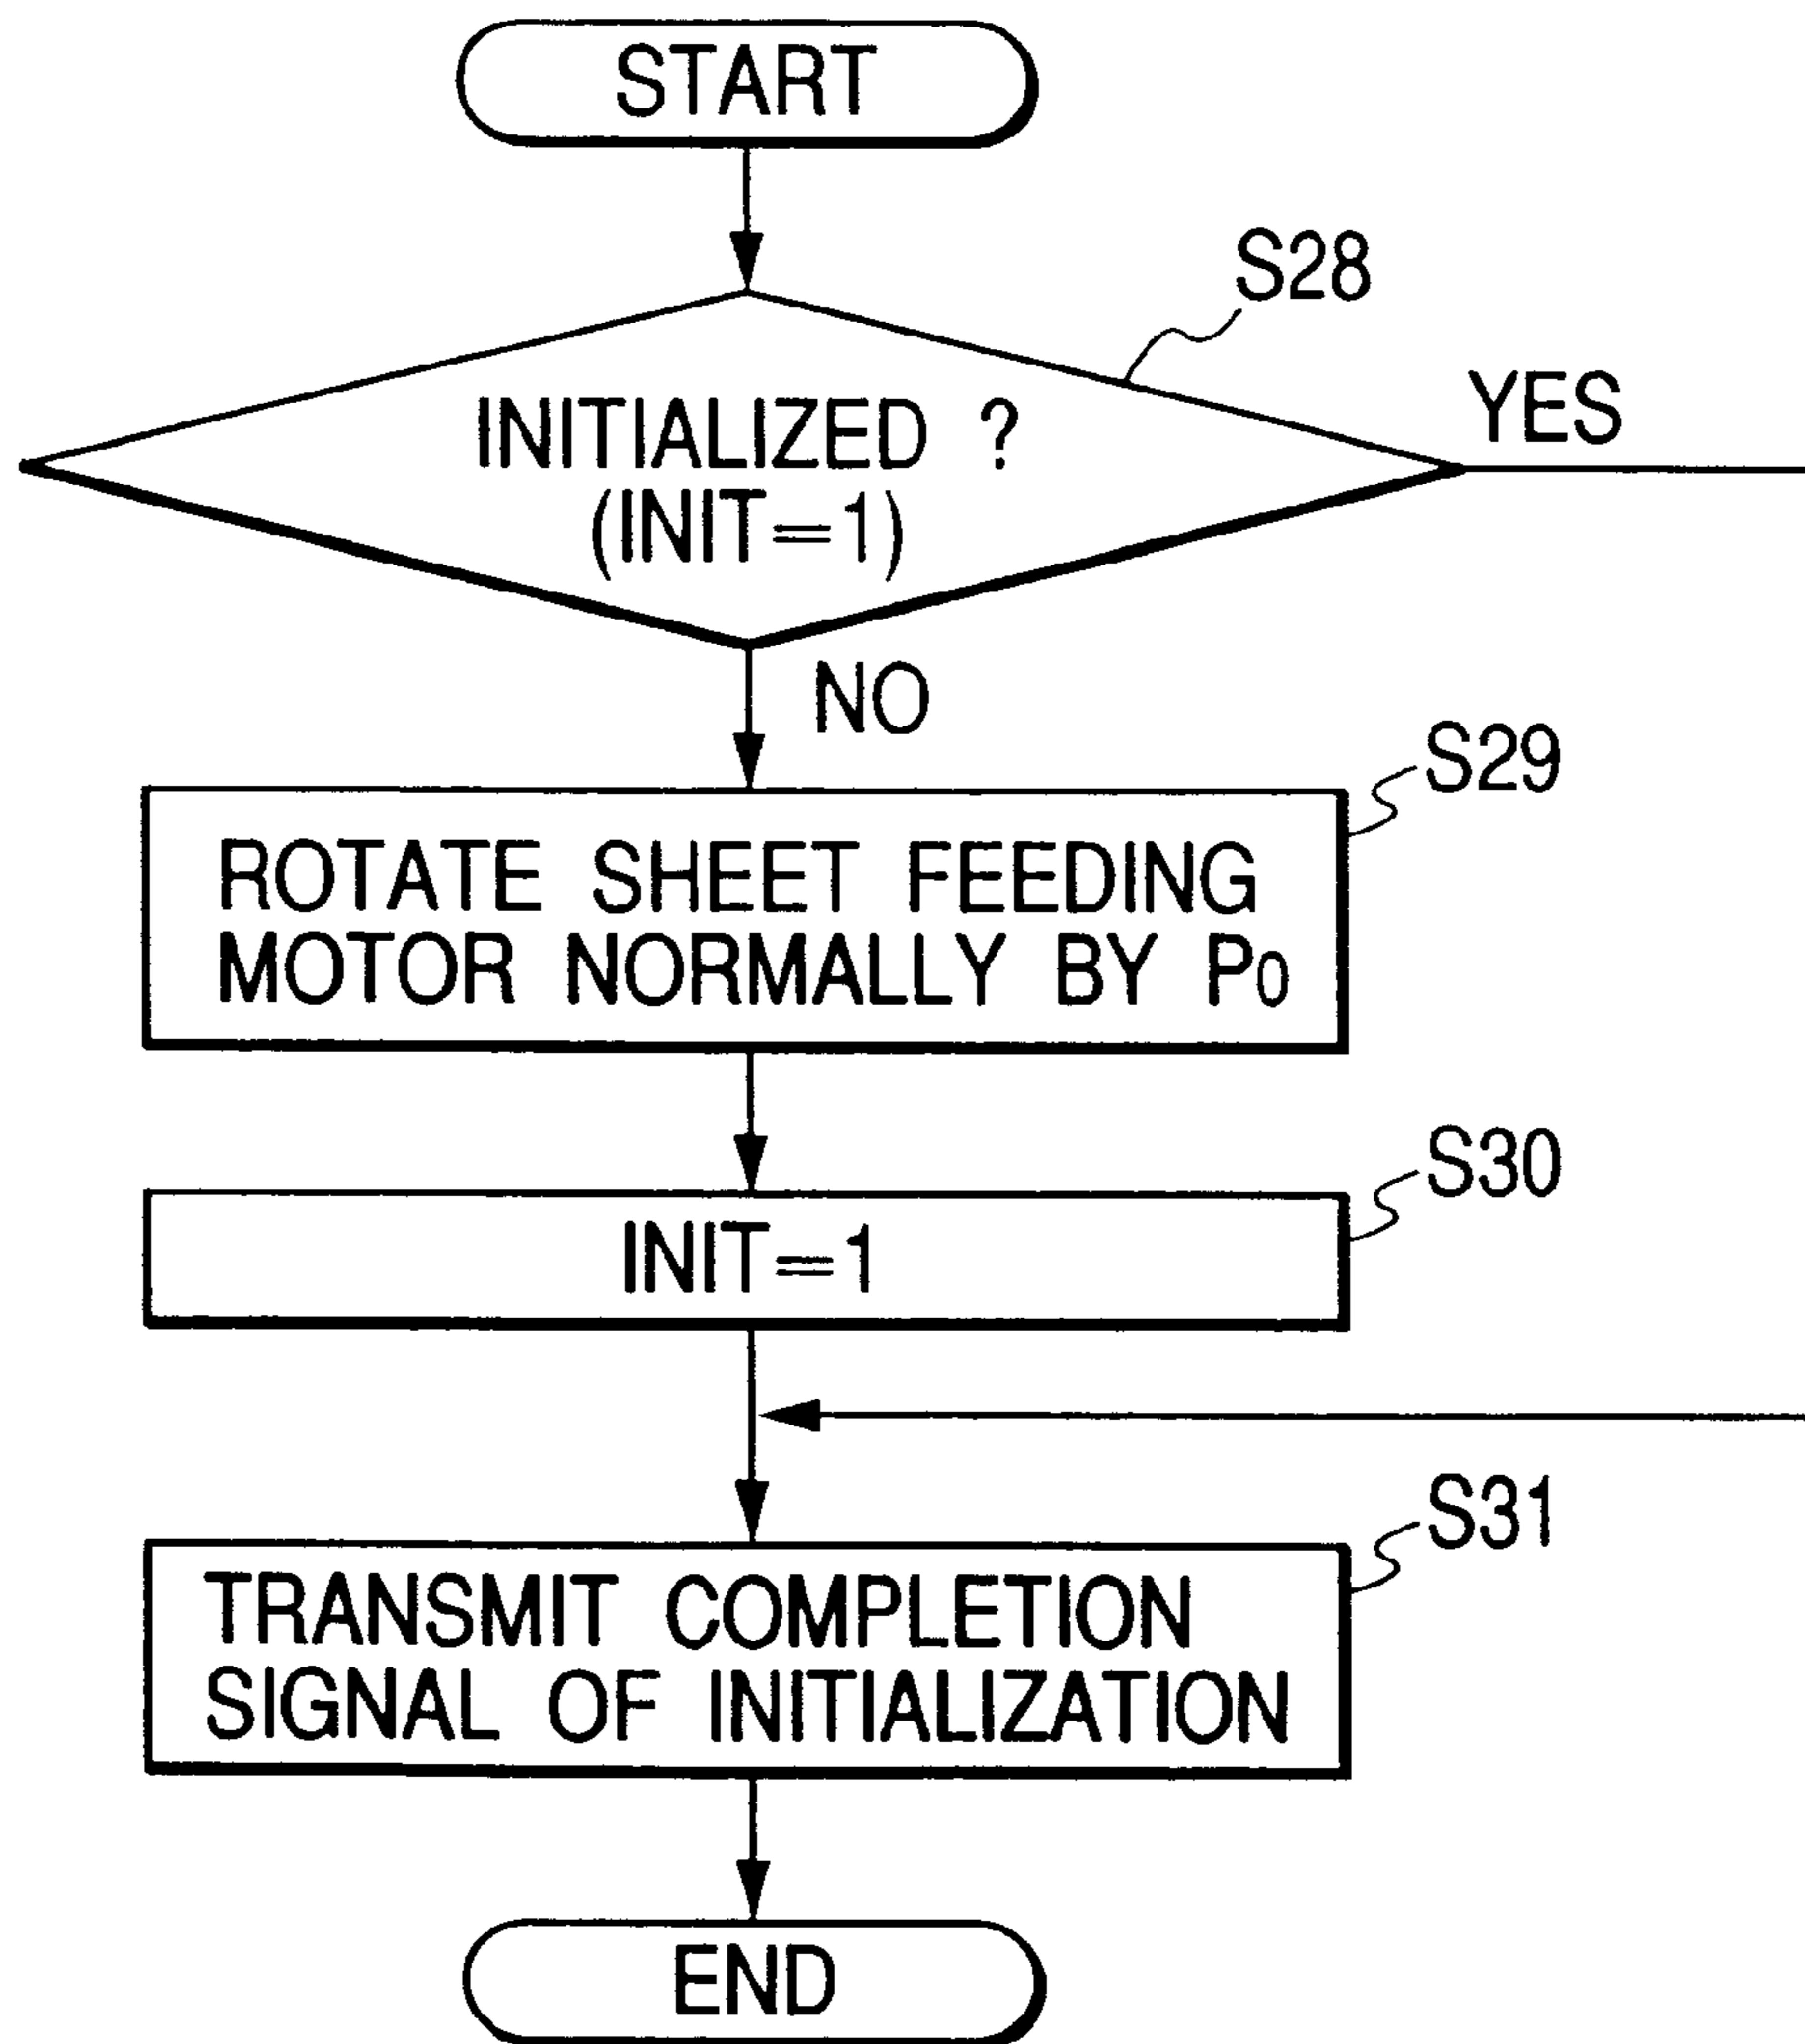 START
S28
INITIALIZED ?
(INIT=1)
YES
NO
S29
ROTATE SHEET FEEDING
MOTOR NORMALLY BY P0
S30
INIT=1
S31
TRANSMIT COMPLETION
SIGNAL OF INITIALIZATION
END